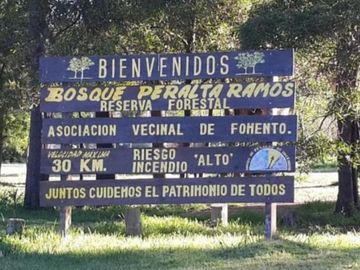 BIENVENIDOS
BOSQUE PERALTA RAMOS
RESERVA FORESTAL
ASOCIACION VECINAL DE FOMENTO.
VELOCIDAD MAXIMA RIESGO
30 KM INCENDIO "ALTO"
JUNTOS CUIDEMOS EL PATRIMONIO DE TODOS